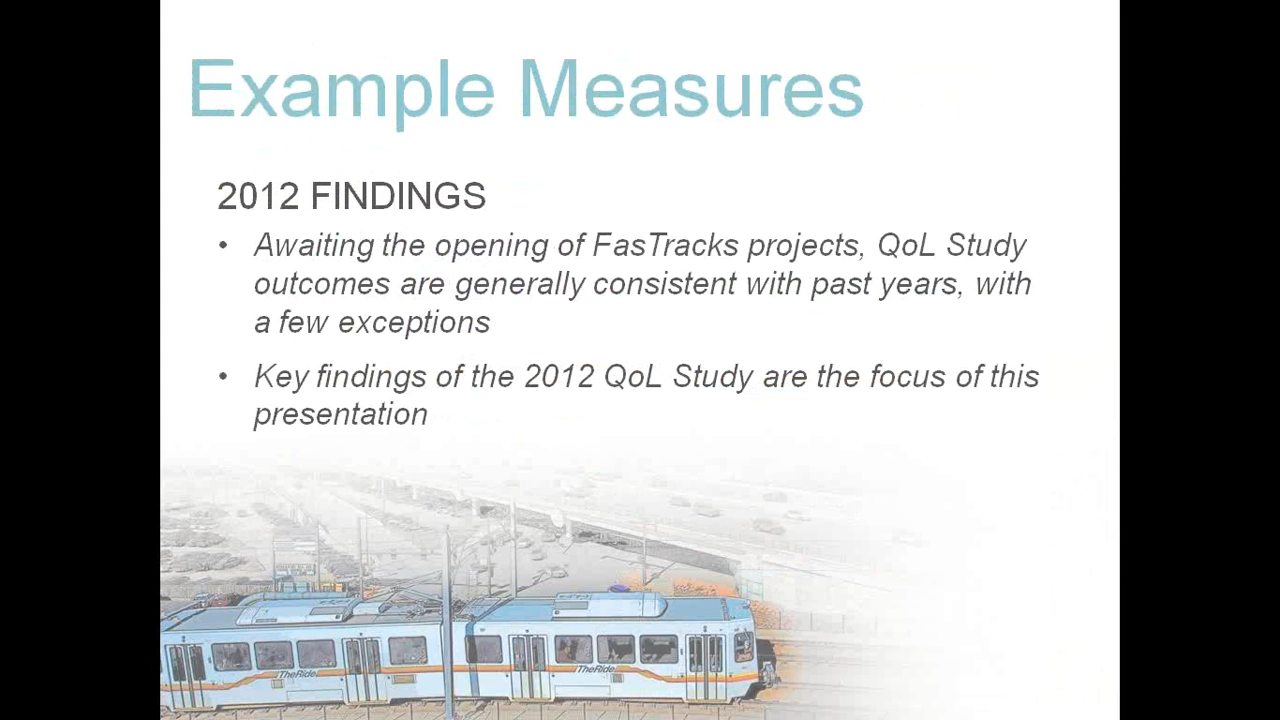 Example Measures
2012 FINDINGS
• Awaiting the opening of FasTracks projects, QoL Study
outcomes are generally consistent with past years, with
a few exceptions
• Key findings of the 2012 QoL Study are the focus of this
presentation
TheRide
TheRide